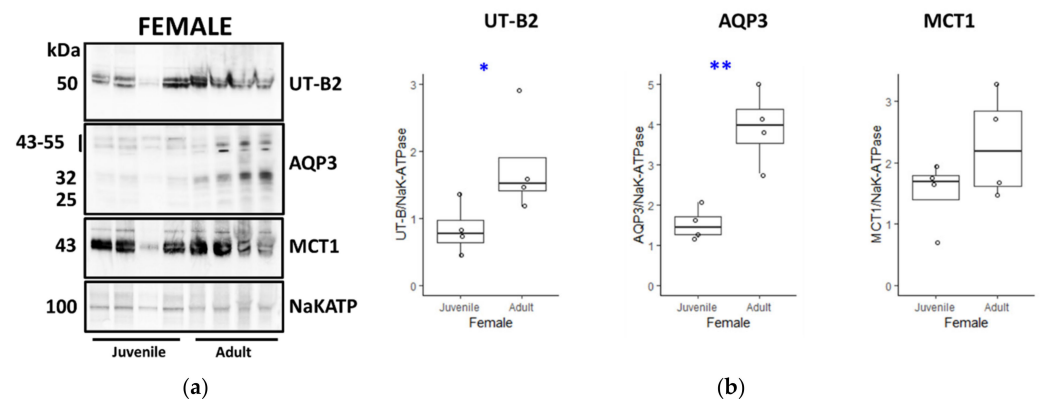 FEMALE
kDa
50
UT-B2
43-55
AQP3
32
25
43
MCT1
100
NaKATP
Juvenile
Adult
(a)
UT-B2
*
UT-B/NaK-ATPase
3
2
1
0
Juvenile
Adult
Female
AQP3
**
AQP3/NaK-ATPase
5
4
3
2
1
0
Juvenile
Adult
Female
MCT1
MCT1/NaK-ATPase
3
2
1
0
Juvenile
Adult
Female
(b)